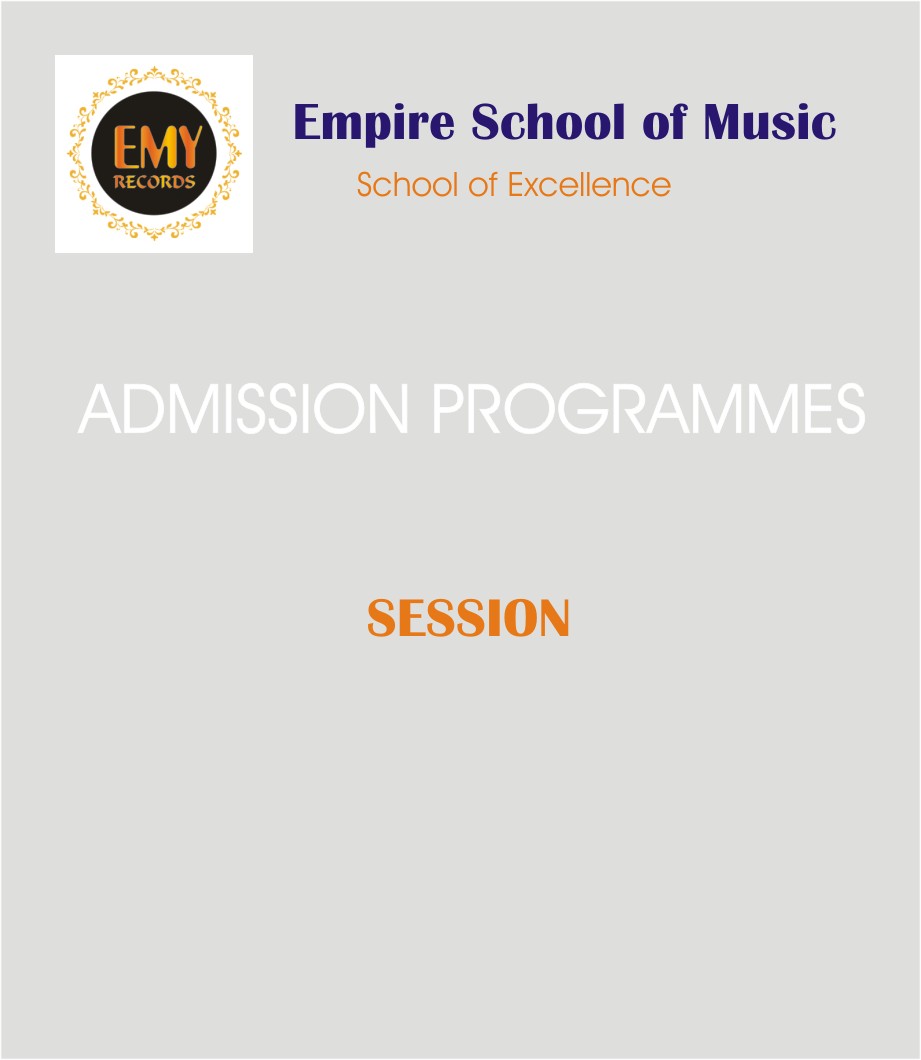 EMY
RECORDS
Empire School of Music
School of Excellence
ADMISSION PROGRAMMES
SESSION